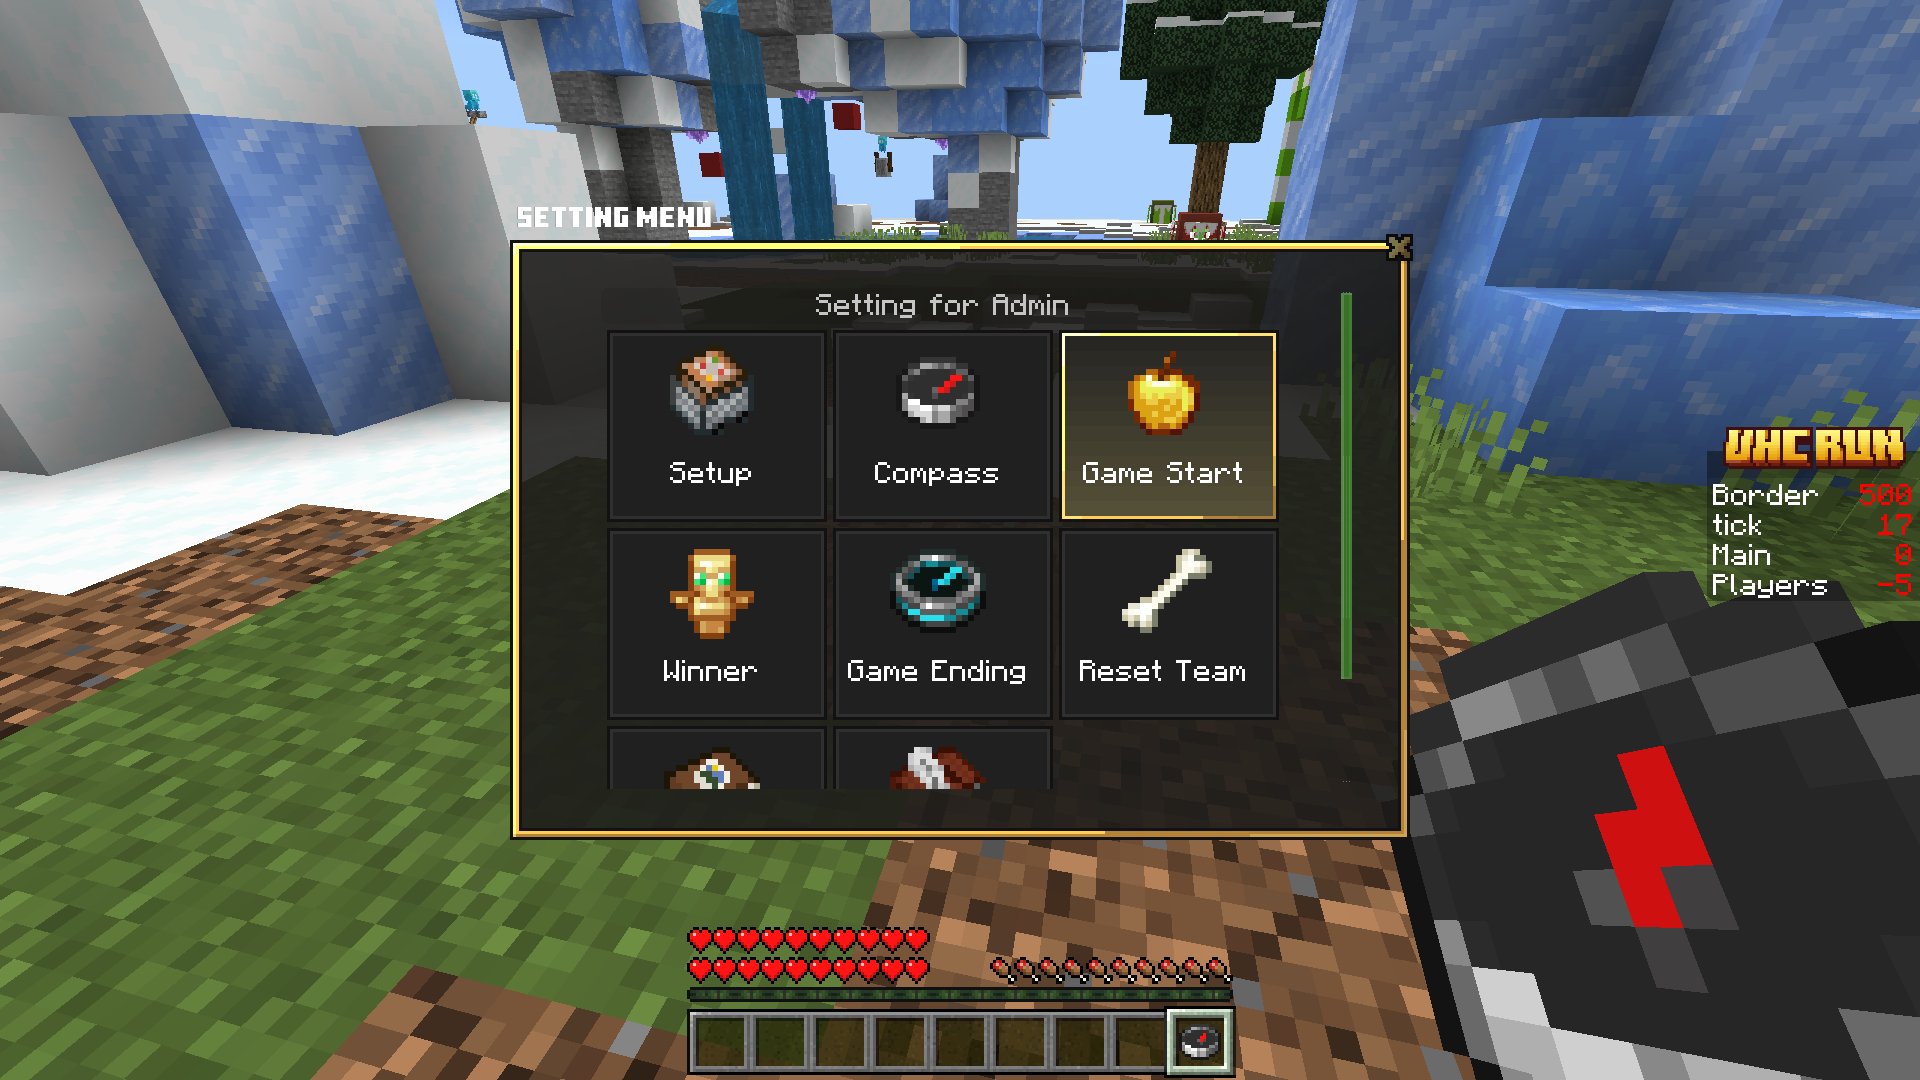 SETTING MENU
Setting for Admin
Setup
Compass
Game Start
Winner
Game Ending
Reset Team
UHC RUN
Border 500
tick 17
Main 0
Players -5